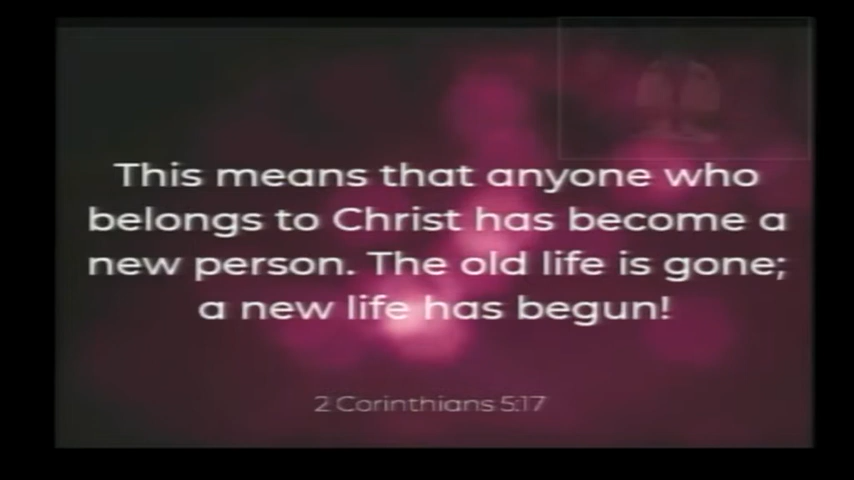 This means that anyone who
belongs to Christ has become a
new person. The old life is gone;
a new life has begun!
2 Corinthians 5:17